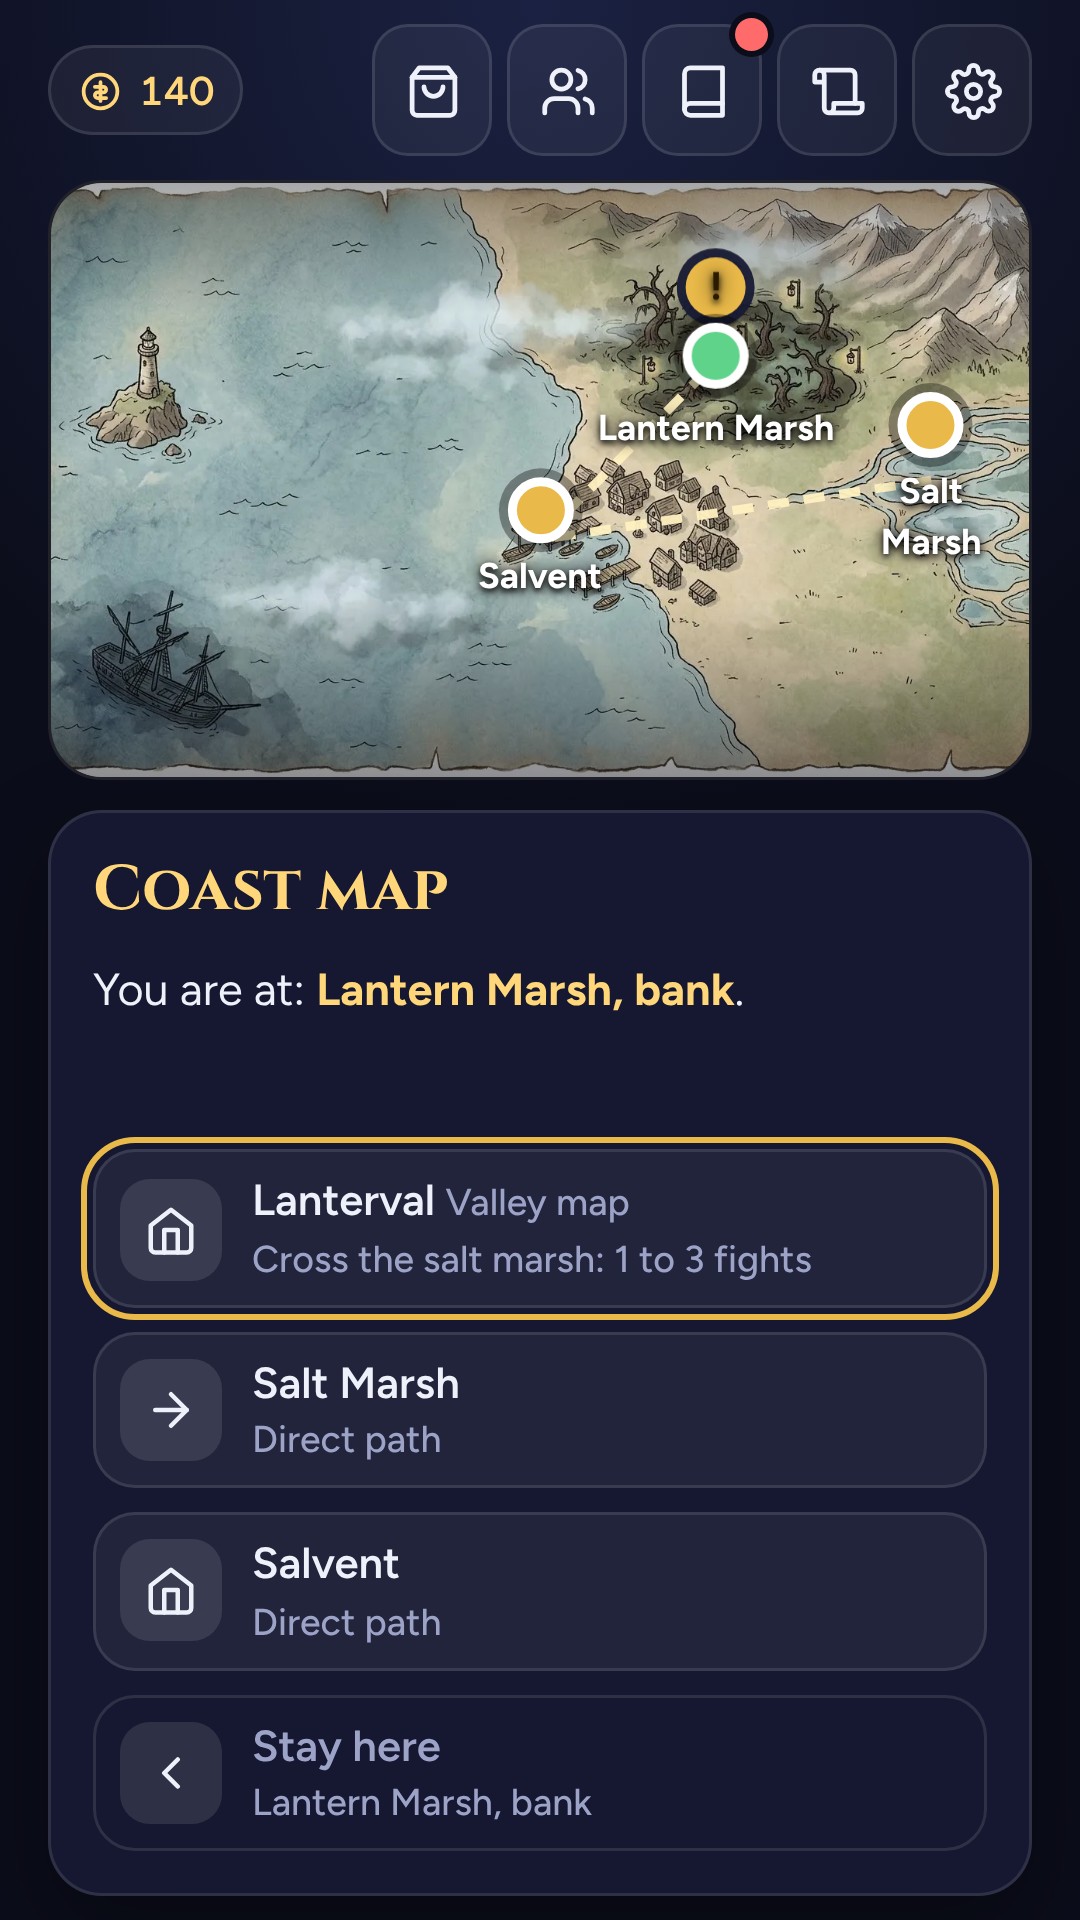 140
!
Lantern Marsh
Salt
Marsh
Salvent
Coast map
You are at: Lantern Marsh, bank.
Lanterval Valley map
Cross the salt marsh: 1 to 3 fights
Salt Marsh
Direct path
Salvent
Direct path
Stay here
Lantern Marsh, bank